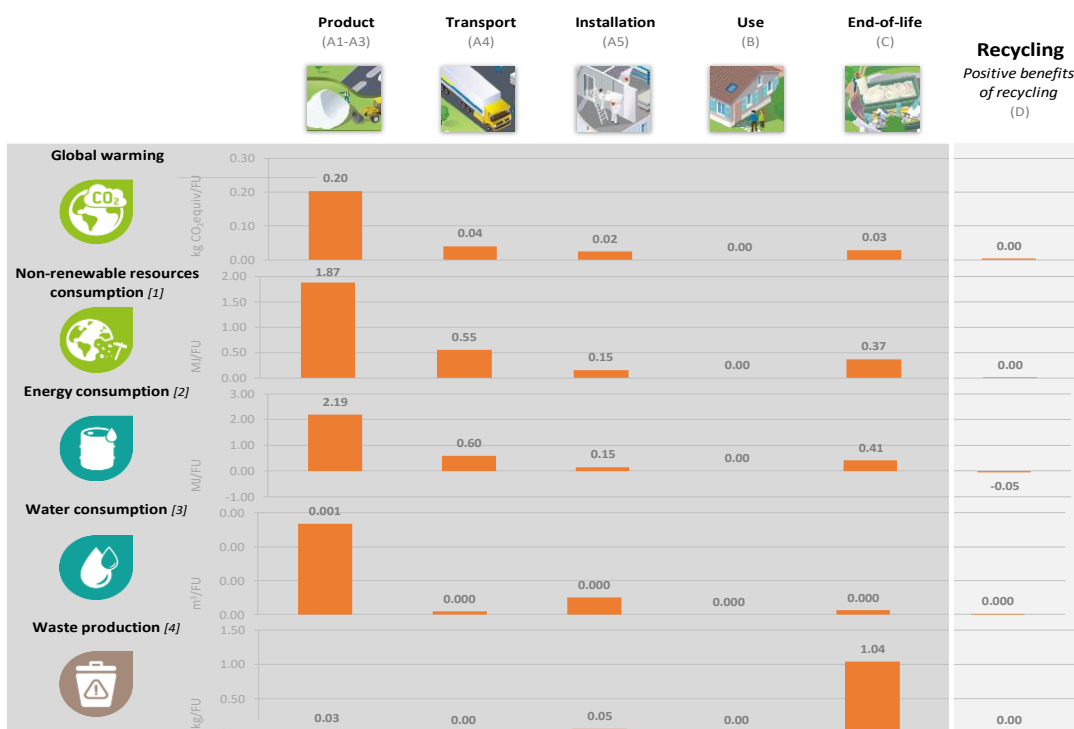 Product
(A1-A3)
Transport
(A4)
Installation
(A5)
Use
(B)
End-of-life
(C)
Recycling
Positive benefits
of recycling
(D)
Global warming
CO2
kg CO2equiv/FU
0.30
0.20
0.10
0.00
0.20
0.04
0.02
0.00
0.03
0.00
Non-renewable resources
consumption [1]
MJ/FU
2.00
1.50
1.00
0.50
0.00
1.87
0.55
0.15
0.00
0.37
0.00
Energy consumption [2]
MJ/FU
3.00
2.00
1.00
0.00
-1.00
2.19
0.60
0.15
0.00
0.41
-0.05
Water consumption [3]
m³/FU
0.00
0.00
0.00
0.00
0.001
0.000
0.000
0.000
0.000
0.000
Waste production [4]
kg/FU
1.50
1.00
0.50
0.03
0.00
0.05
0.00
1.04
0.00